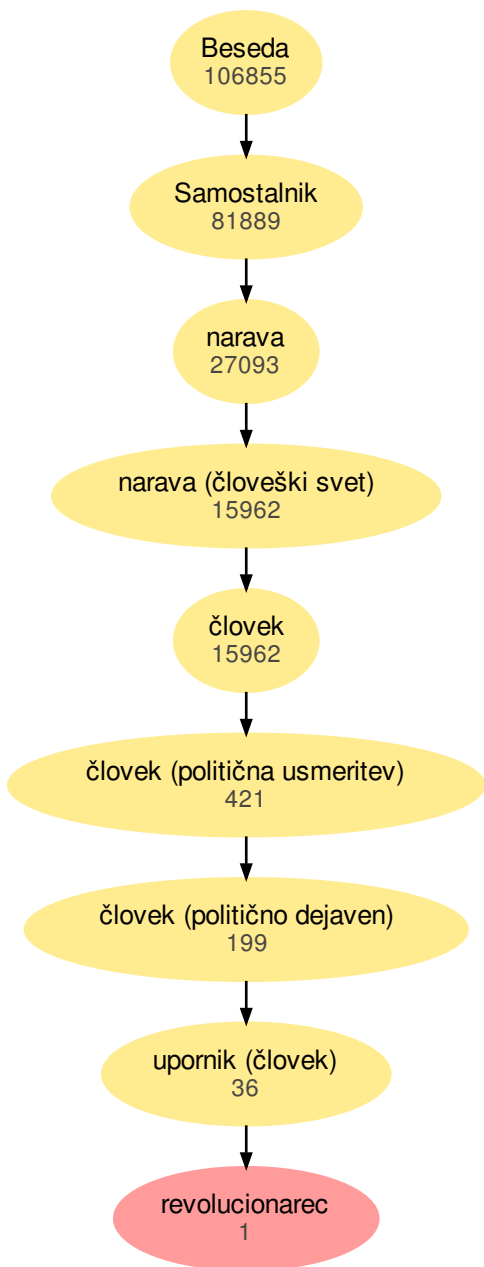 Beseda
106855
Samostalnik
81889
narava
27093
narava (človeški svet)
15962
človek
15962
človek (politična usmeritev)
421
človek (politično dejaven)
199
upornik (človek)
36
revolucionarec
1